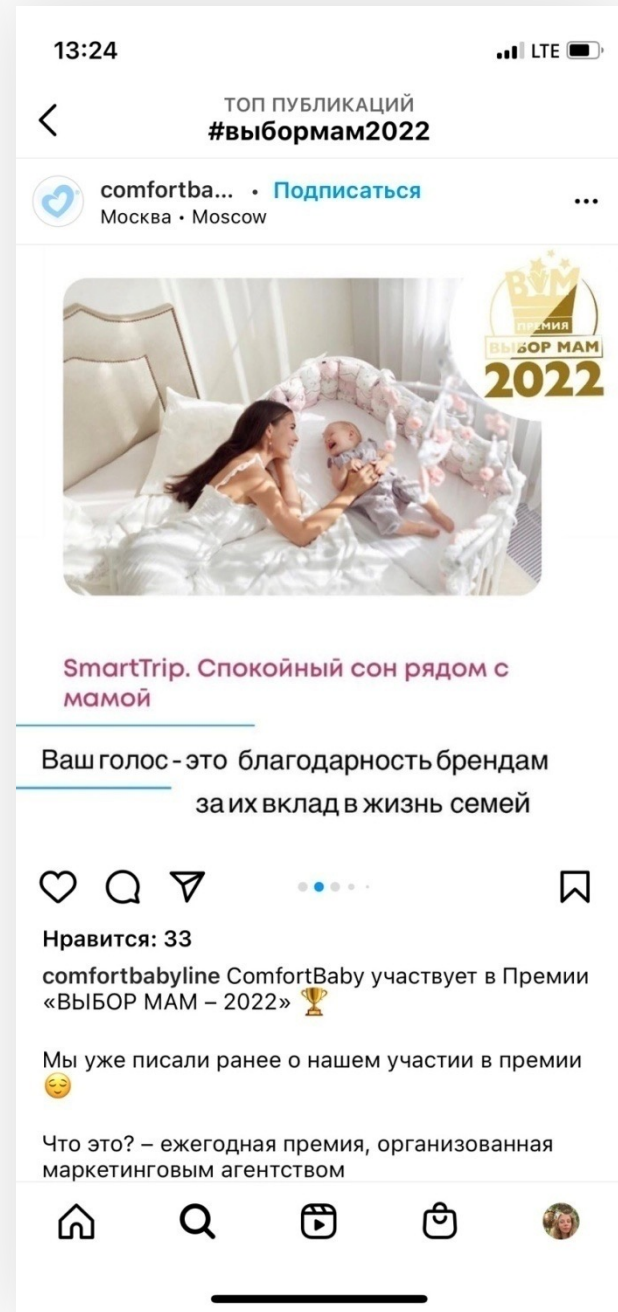 13:24
LTE
ТОП ПУБЛИКАЦИЙ
#выбормам2022
comfortba... • Подписаться
Москва • Moscow
ВИМ
ПРЕМИЯ
ВЫБОР МАМ
2022
SmartTrip. Спокойный сон рядом с
мамой
Ваш голос - это благодарность брендам
за их вклад в жизнь семей
Нравится: 33
comfortbabyline ComfortBaby участвует в Премии
«ВЫБОР МАМ – 2022» 🏆
Мы уже писали ранее о нашем участии в премии
😌
Что это? – ежегодная премия, организованная
маркетинговым агентством